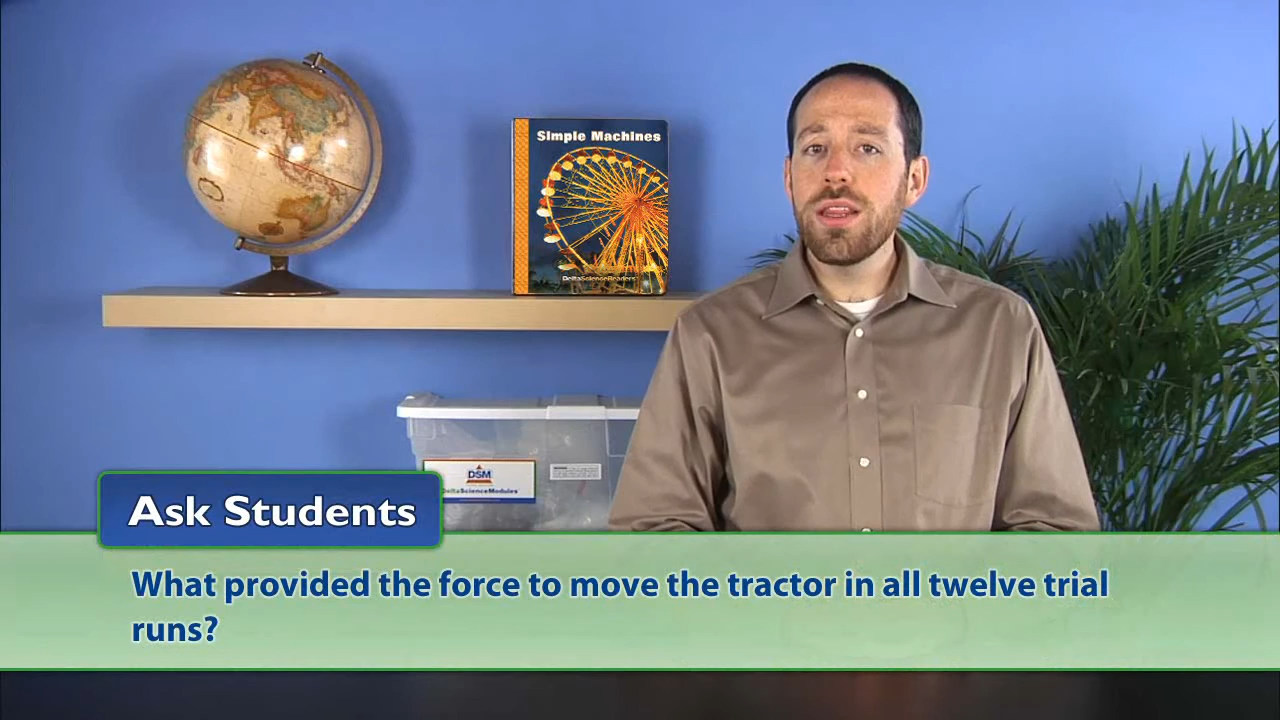 Simple Machines
DeltaScienceReaders
DSM
DeltaScienceModules
Ask Students
What provided the force to move the tractor in all twelve trial
runs?